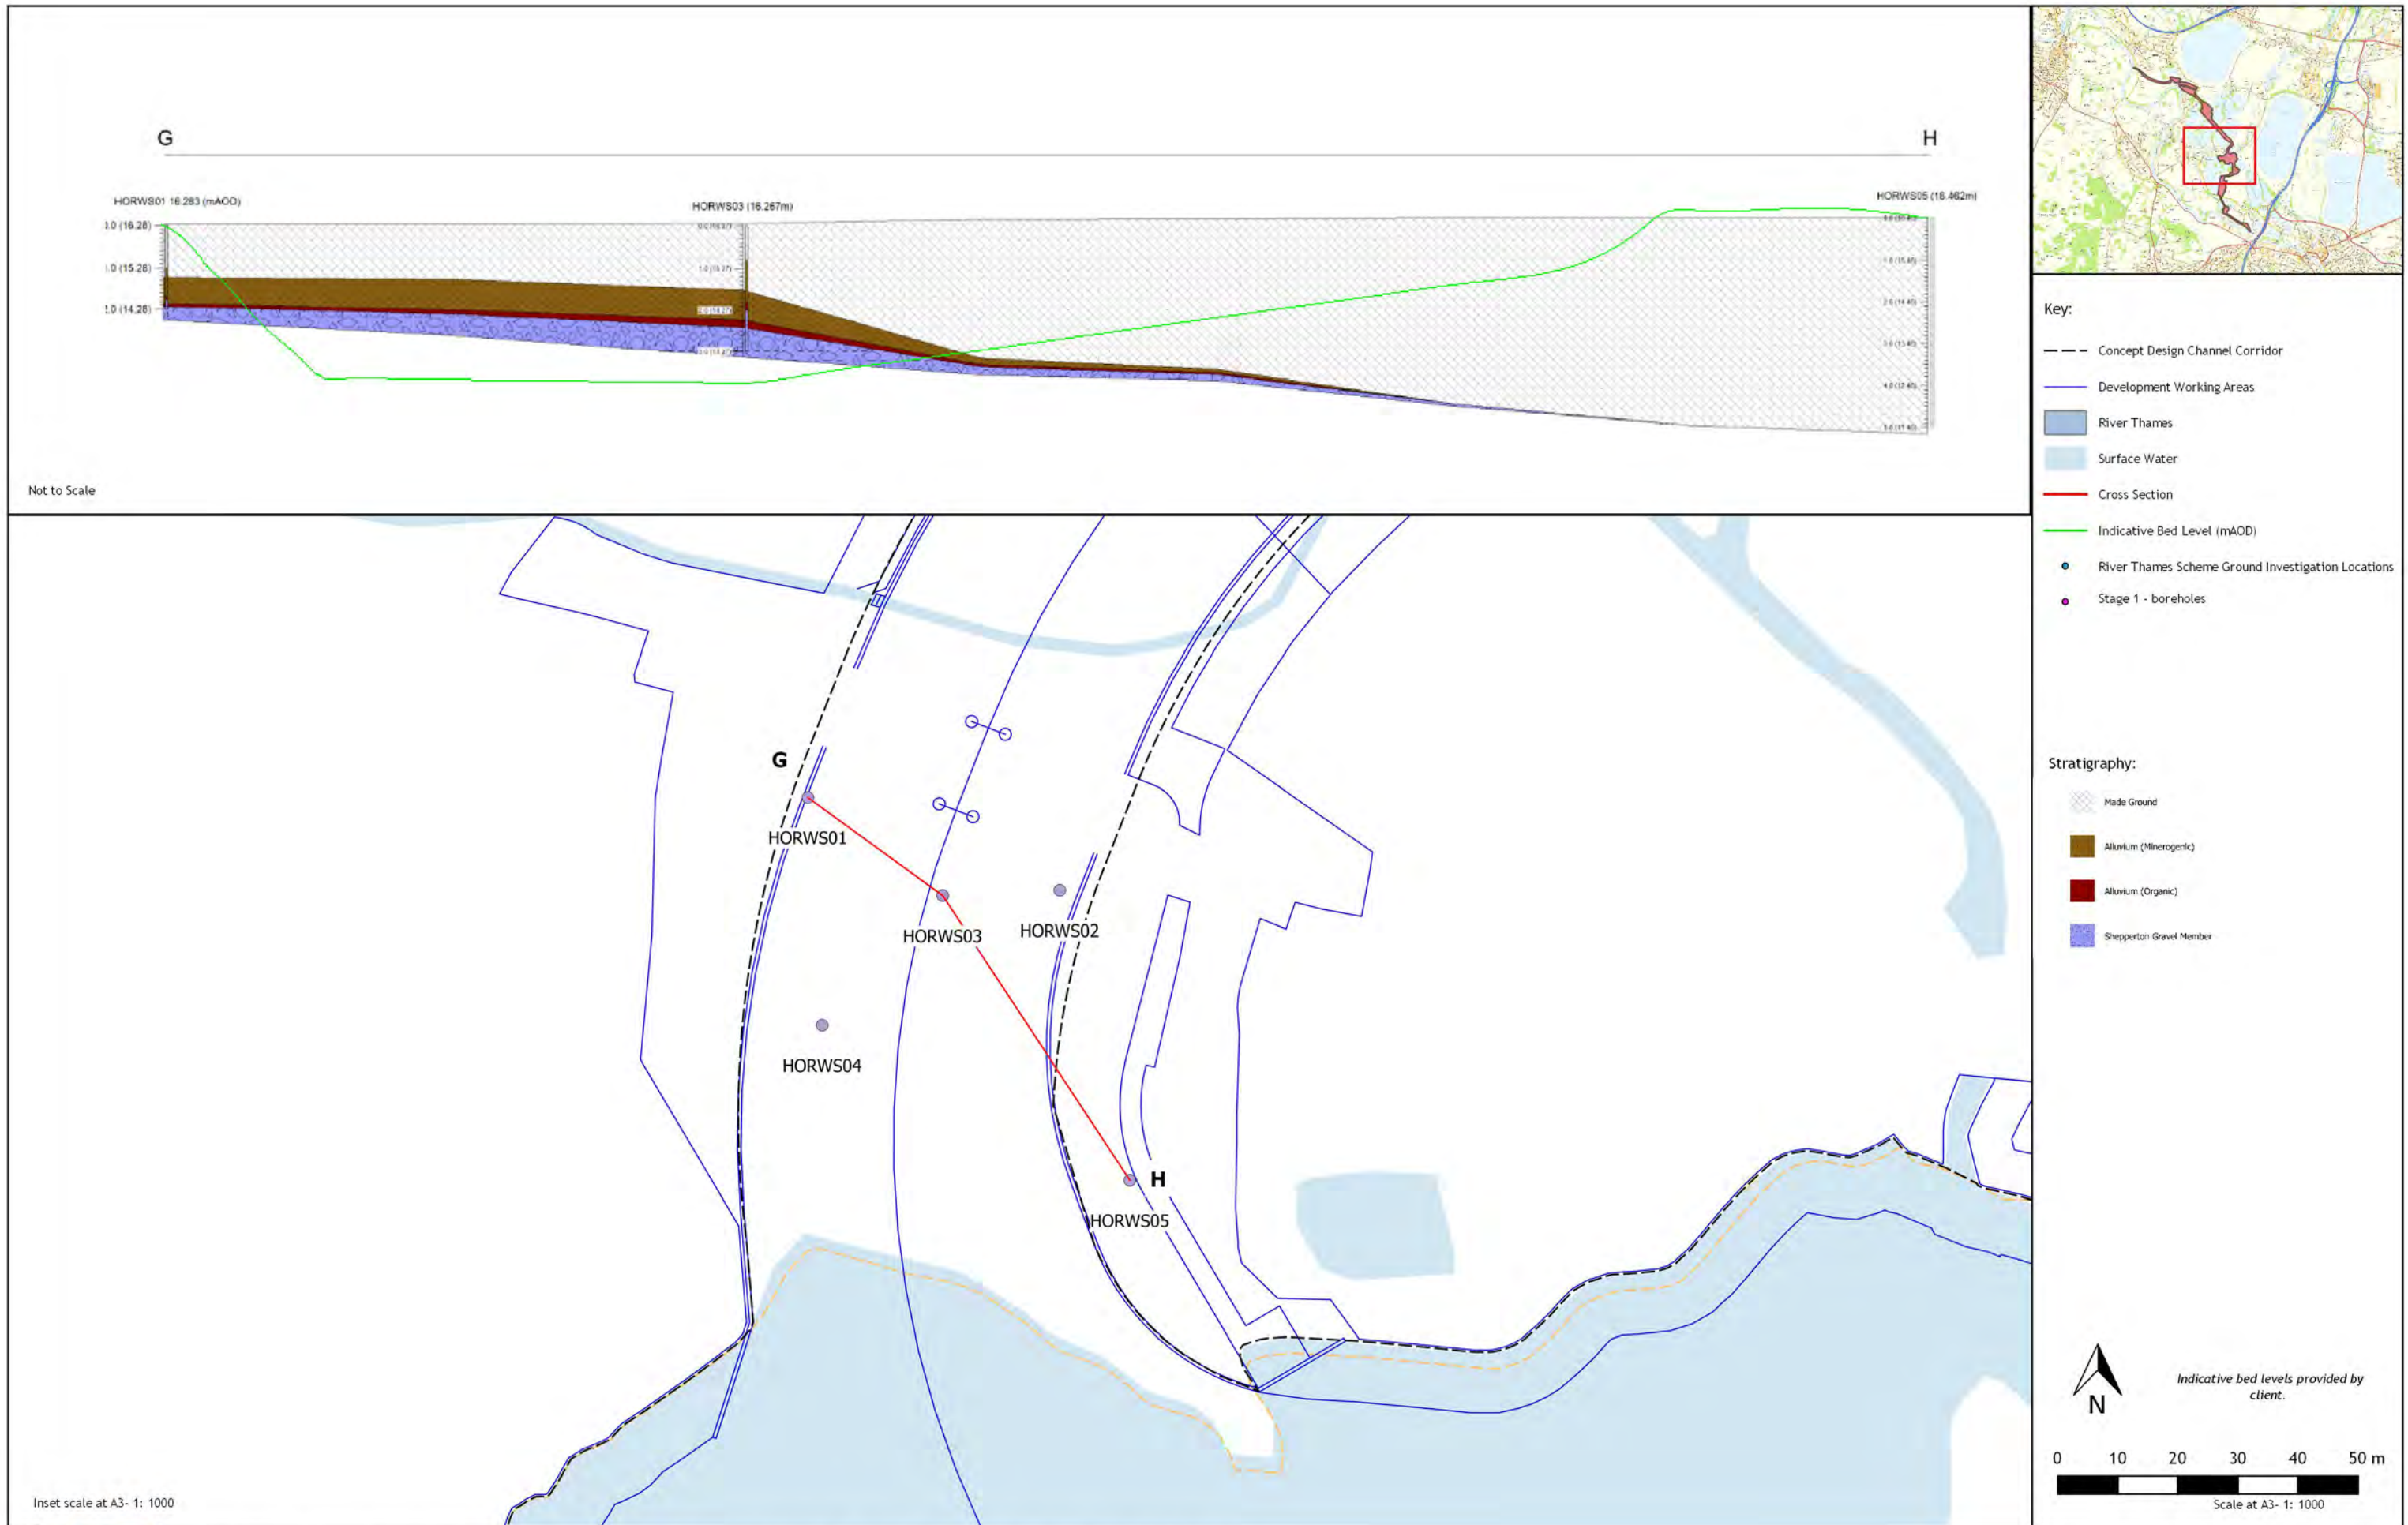 G
H
HORWS01 16.283 (mAOD)
HORWS03 (16.267m)
HORWS05 (16.462m)
1.0 (15.27)
Not to Scale
G
HORWS01
HORWS03
HORWS02
HORWS04
H
HORWS05
Inset scale at A3- 1: 1000
Key:
Concept Design Channel Corridor
Development Working Areas
River Thames
Surface Water
Cross Section
Indicative Bed Level (mAOD)
River Thames Scheme Ground Investigation Locations
Stage 1 - boreholes
Stratigraphy:
Made Ground
Alluvium (Minerogenic)
Alluvium (Organic)
Shepperton Gravel Member
N
Indicative bed levels provided by
client.
0 10 20 30 40 50 m
Scale at A3- 1: 1000